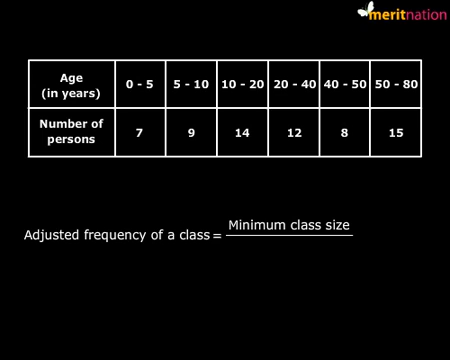 meritnation
Age
(in years)
0 - 5
5 - 10
10 - 20
20 - 40
40 - 50
50 - 80
Number of
persons
7
9
14
12
8
15
Minimum class size
Adjusted frequency of a class =